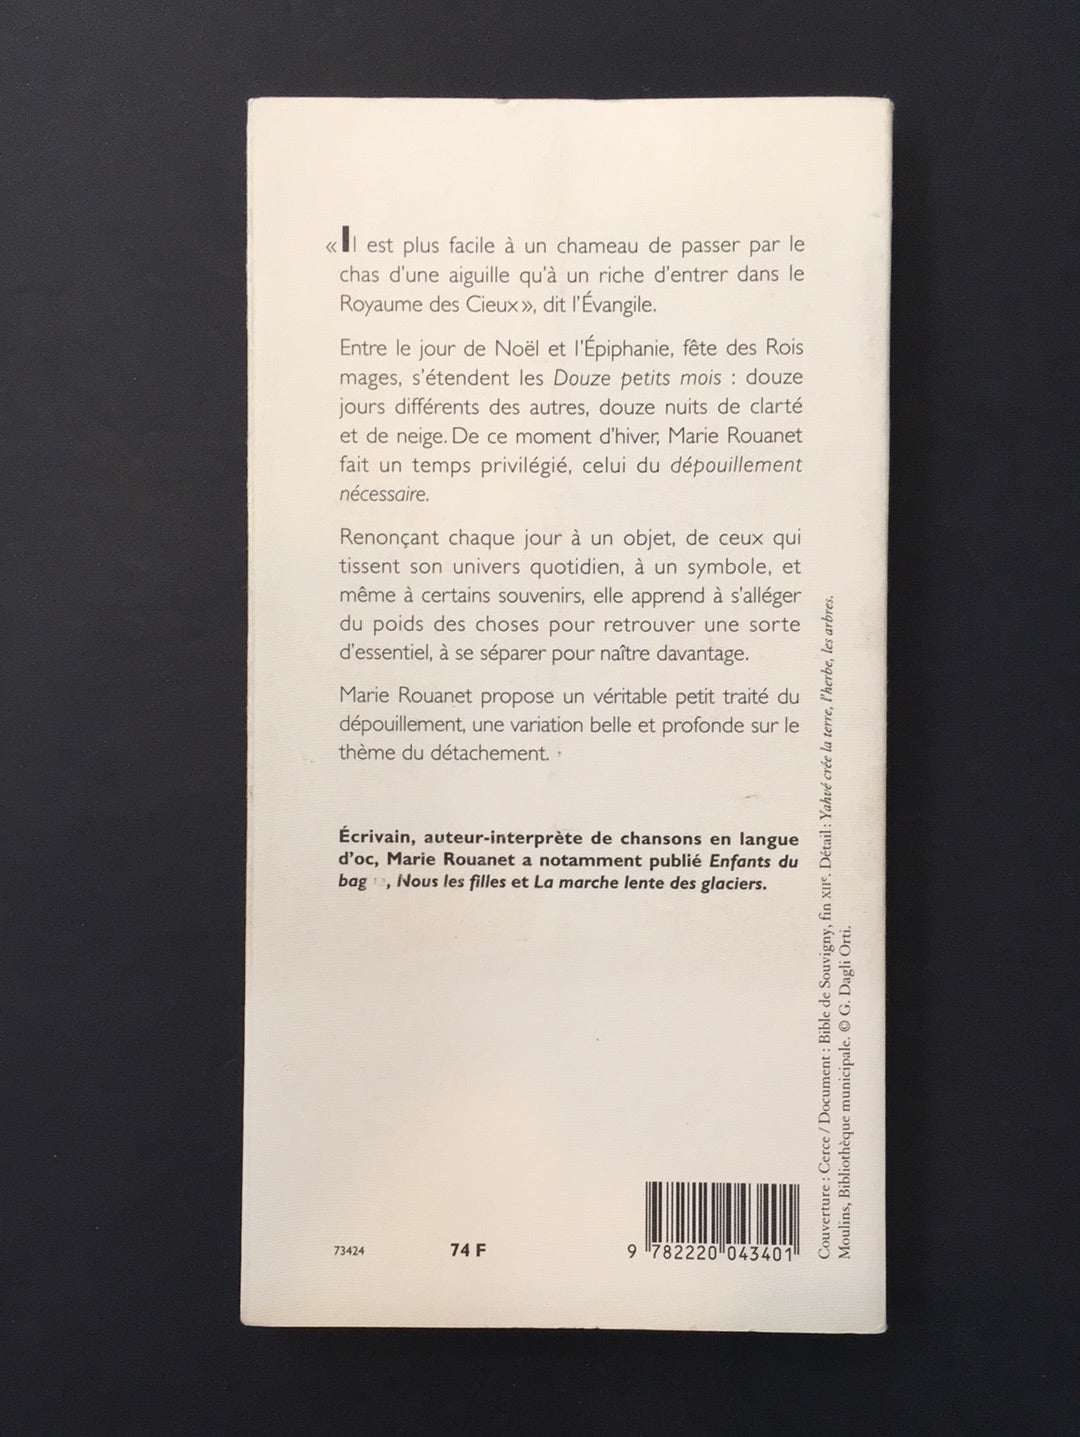 « Il est plus facile à un chameau de passer par le
chas d'une aiguille qu'à un riche d'entrer dans le
Royaume des Cieux », dit l'Évangile.
Entre le jour de Noël et l'Épiphanie, fête des Rois
mages, s'étendent les Douze petits mois : douze
jours différents des autres, douze nuits de clarté
et de neige. De ce moment d'hiver, Marie Rouanet
fait un temps privilégié, celui du dépouillement
nécessaire.
Renonçant chaque jour à un objet, de ceux qui
tissent son univers quotidien, à un symbole, et
même à certains souvenirs, elle apprend à s'alléger
du poids des choses pour retrouver une sorte
d'essentiel, à se séparer pour naître davantage.
Marie Rouanet propose un véritable petit traité du
dépouillement, une variation belle et profonde sur le
thème du détachement.
Écrivain, auteur-interprète de chansons en langue
d'oc, Marie Rouanet a notamment publié Enfants du
bag , Nous les filles et La marche lente des glaciers.
73424
74 F
9 782220 043401
Couverture : Cerce / Document : Bible de Souvigny, fin XIIe. Détail : Yahvé crée la terre, l'herbe, les arbres.
Moulins, Bibliothèque municipale. © G. Dagli Orti.